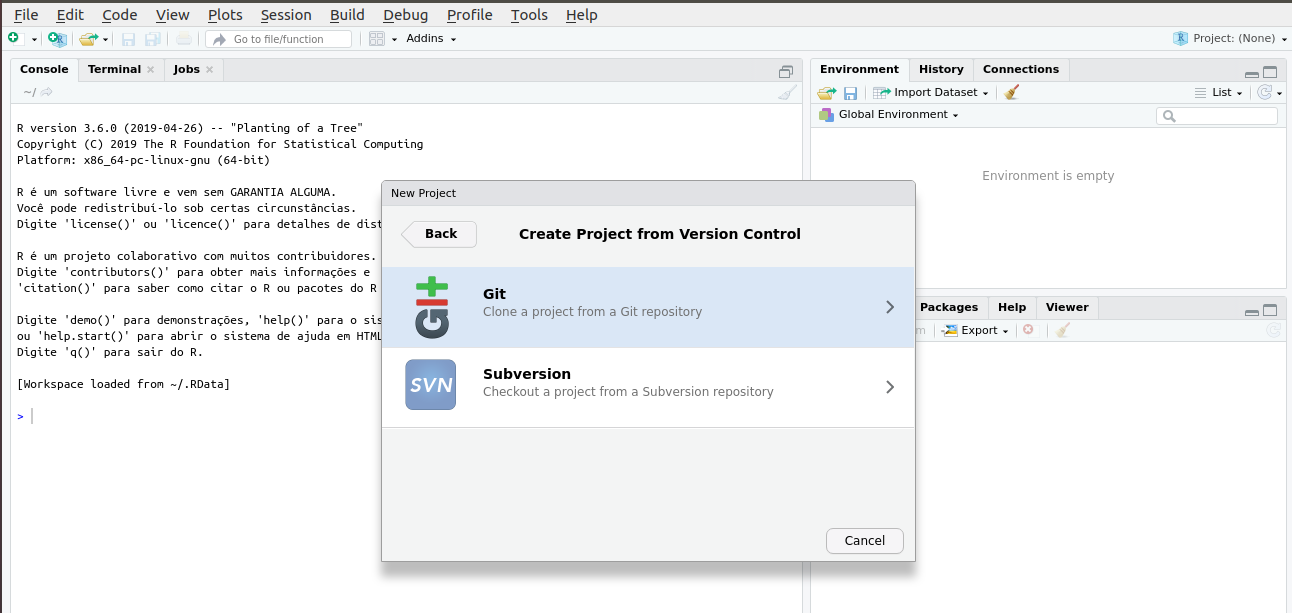 File Edit Code View Plots Session Build Debug Profile Tools Help
Go to file/function Addins Project: (None)
Console Terminal Jobs
~/
R version 3.6.0 (2019-04-26) -- "Planting of a Tree"
Copyright (C) 2019 The R Foundation for Statistical Computing
Platform: x86_64-pc-linux-gnu (64-bit)
R é um software livre e vem sem GARANTIA ALGUMA.
Você pode redistribuí-lo sob certas circunstâncias.
Digite 'license()' ou 'licence()' para detalhes de dist
R é um projeto colaborativo com muitos contribuidores.
Digite 'contributors()' para obter mais informações e
'citation()' para saber como citar o R ou pacotes do R
Digite 'demo()' para demonstrações, 'help()' para o sis
ou 'help.start()' para abrir o sistema de ajuda em HTML
Digite 'q()' para sair do R.
[Workspace loaded from ~/.RData]
>
New Project
Back Create Project from Version Control
git
Git
Clone a project from a Git repository
SVN
Subversion
Checkout a project from a Subversion repository
Cancel
Environment History Connections
Import Dataset List
Global Environment
Environment is empty
Packages Help Viewer
m Export